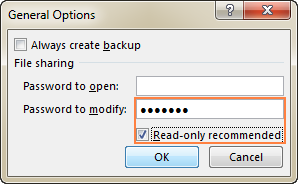 General Options
Always create backup
File sharing
Password to open:
Password to modify: •••••••
Read-only recommended
OK Cancel